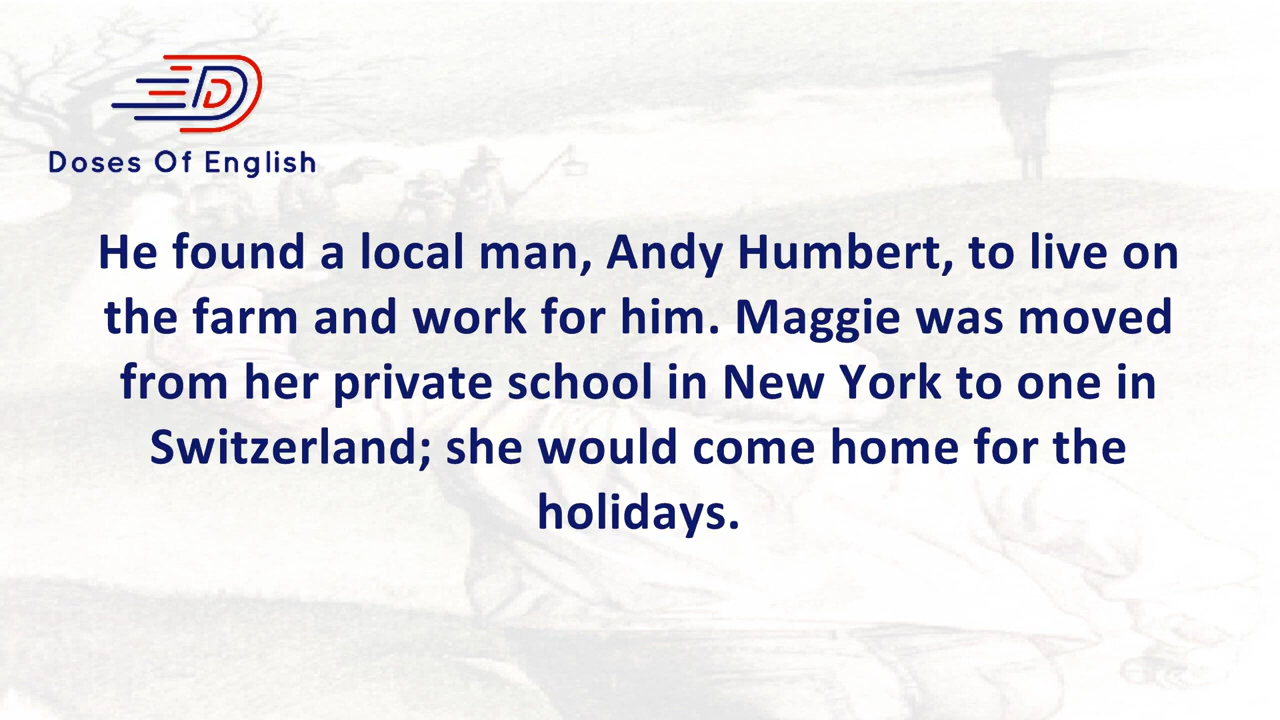 Doses Of English
He found a local man, Andy Humbert, to live on
the farm and work for him. Maggie was moved
from her private school in New York to one in
Switzerland; she would come home for the
holidays.